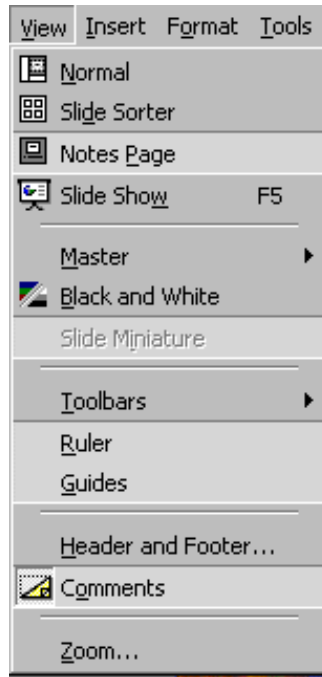 View Insert Format Tools
Normal
Slide Sorter
Notes Page
Slide Show F5
Master
Black and White
Slide Miniature
Toolbars
Ruler
Guides
Header and Footer...
Comments
Zoom...